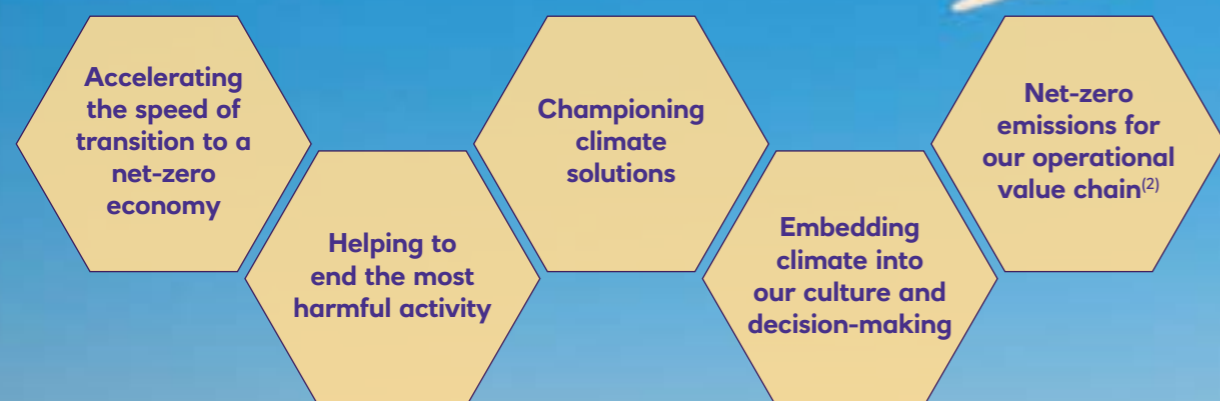 Accelerating
the speed of
transition to a
net-zero
economy
Helping to
end the most
harmful activity
Championing
climate
solutions
Embedding
climate into
our culture and
decision-making
Net-zero
emissions for
our operational
value chain(2)